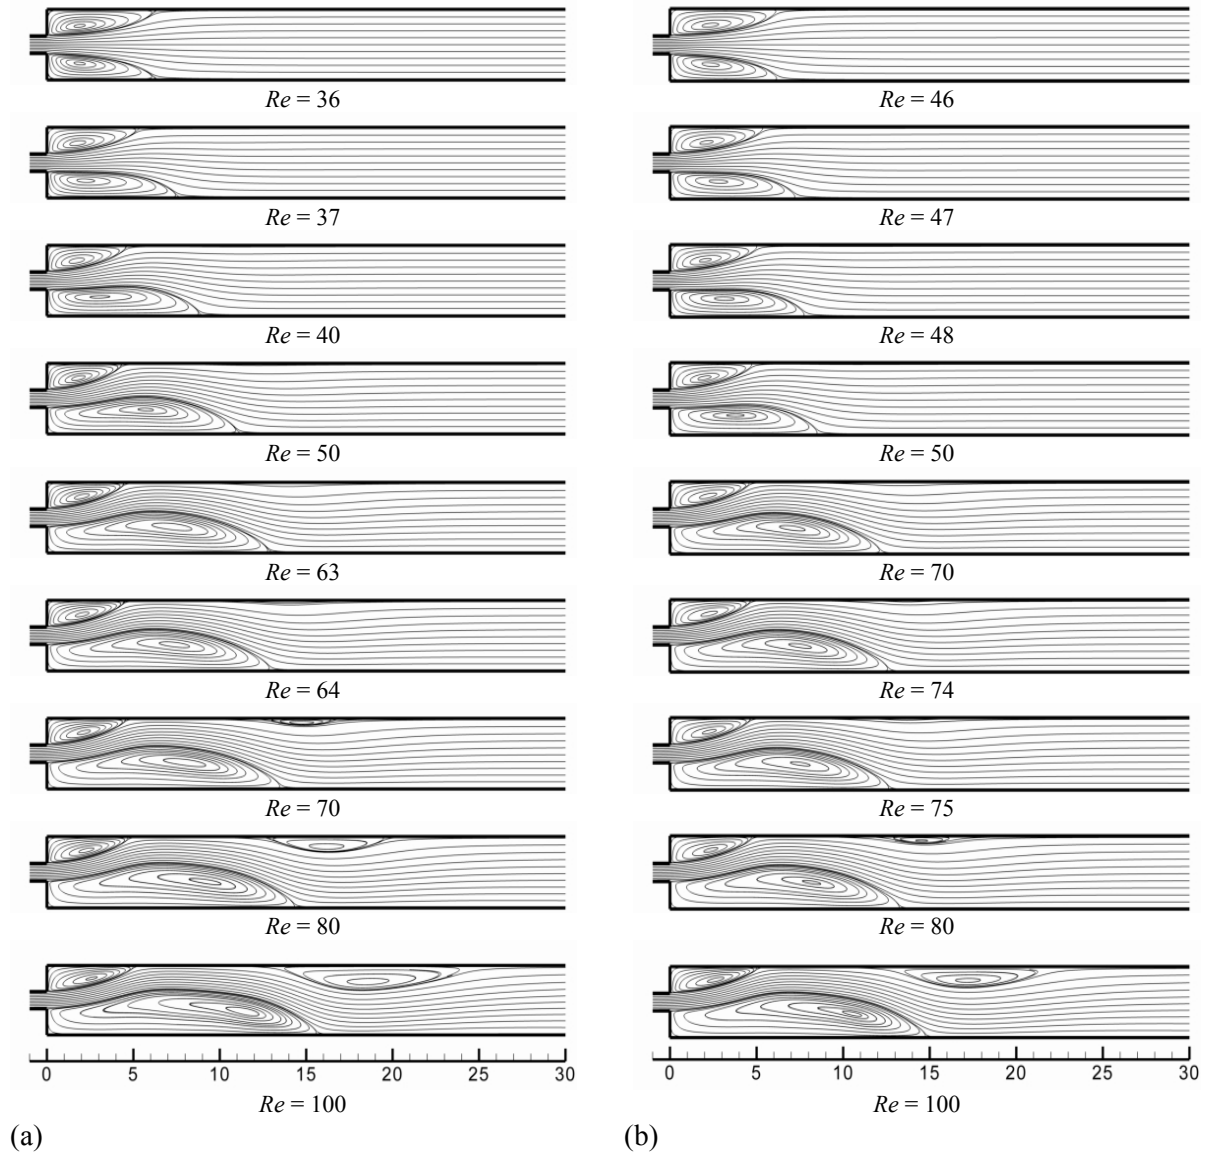 Re = 36
Re = 46
Re = 37
Re = 47
Re = 40
Re = 48
Re = 50
Re = 50
Re = 63
Re = 70
Re = 64
Re = 74
Re = 70
Re = 75
Re = 80
Re = 80
0 5 10 15 20 25 30
0 5 10 15 20 25 30
Re = 100
Re = 100
(a)
(b)